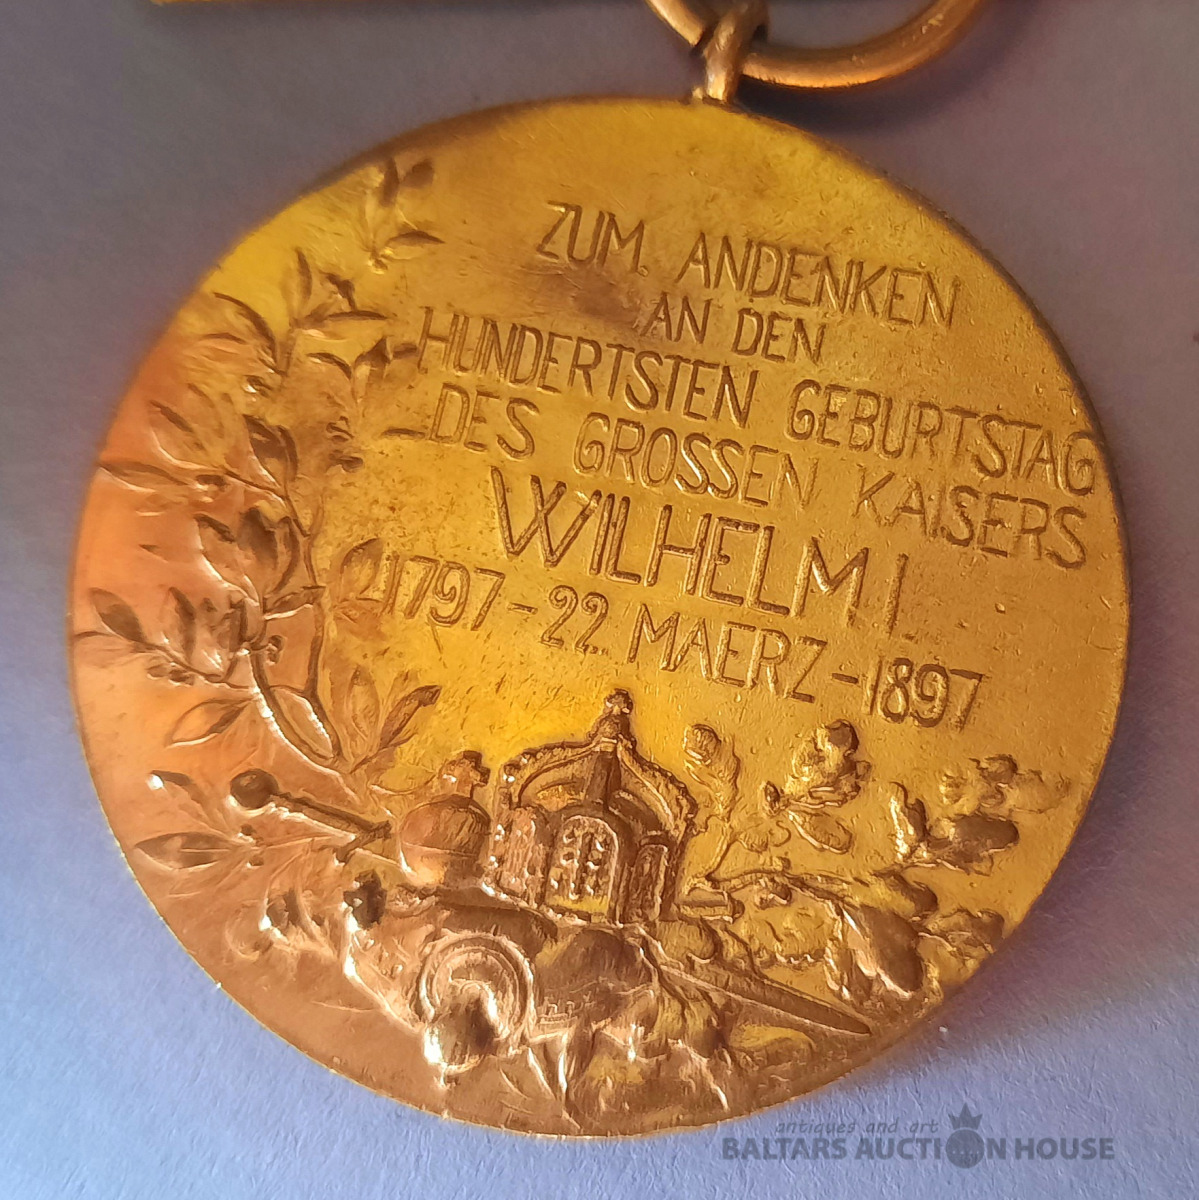 ZUM. ANDENKEN
AN DEN
HUNDERTSTEN GEBURTSTAG
DES GROSSEN KAISERS
WILHELM I.
1797-22. MAERZ-1897
antiques and art
BALTARS AUCTION HOUSE